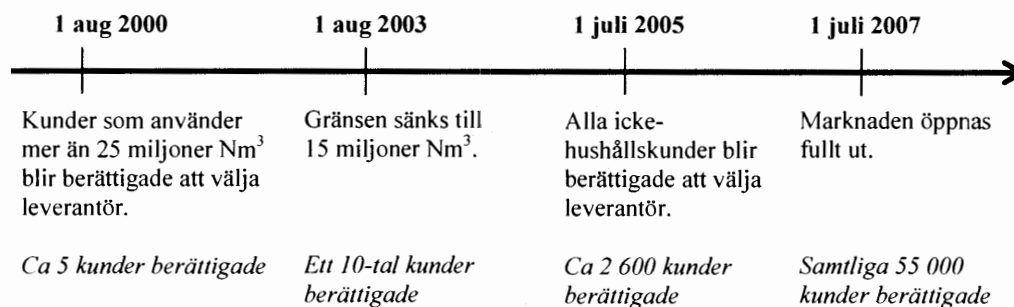 1 aug 2000
1 aug 2003
1 juli 2005
1 juli 2007
Kunder som använder
mer än 25 miljoner Nm³
blir berättigade att välja
leverantör.
Gränsen sänks till
15 miljoner Nm³.
Alla icke-
hushållskunder blir
berättigade att välja
leverantör.
Marknaden öppnas
fullt ut.
Ca 5 kunder berättigade
Ett 10-tal kunder
berättigade
Ca 2 600 kunder
berättigade
Samtliga 55 000
kunder berättigade